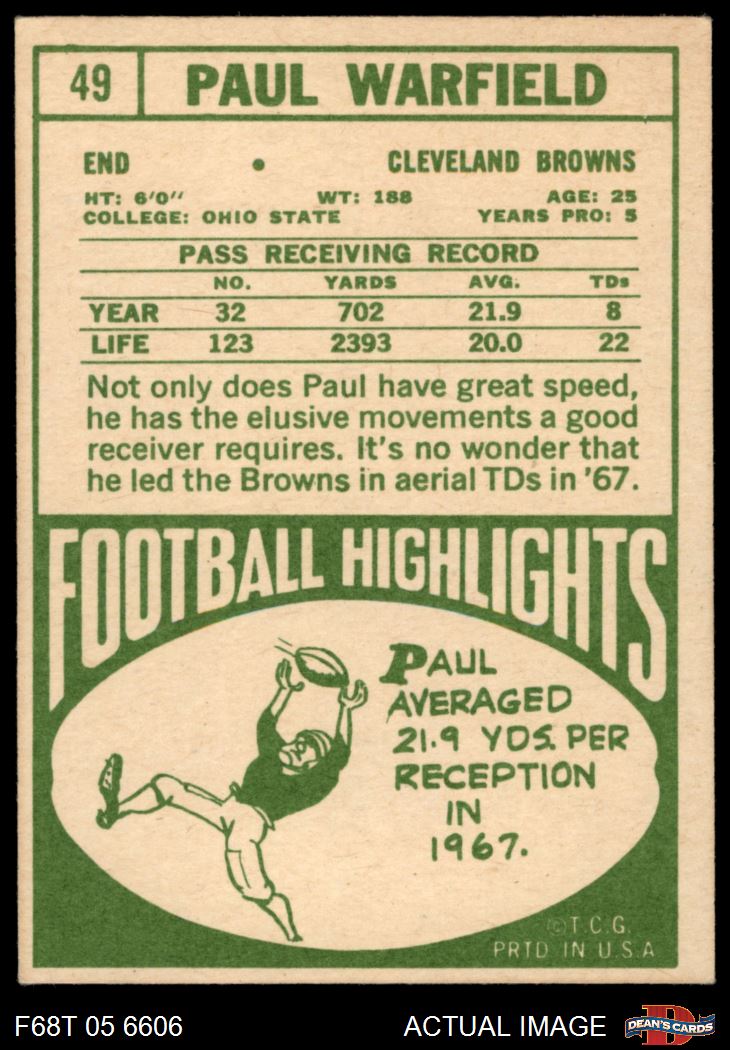 49 PAUL WARFIELD
END • CLEVELAND BROWNS
HT: 6'0" WT: 188 AGE: 25
COLLEGE: OHIO STATE YEARS PRO: 5
PASS RECEIVING RECORD
NO. YARDS AVG. TDs
YEAR 32 702 21.9 8
LIFE 123 2393 20.0 22
Not only does Paul have great speed,
he has the elusive movements a good
receiver requires. It's no wonder that
he led the Browns in aerial TDs in '67.
FOOTBALL HIGHLIGHTS
PAUL
AVERAGED
21.9 YDS. PER
RECEPTION
IN
1967.
©T.C.G.
PRTD IN U.S.A
F68T 05 6606 ACTUAL IMAGE D DEAN'S CARDS